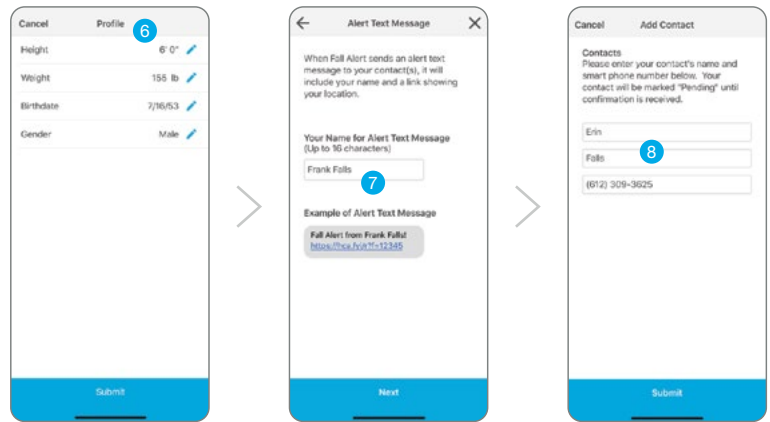 Cancel Profile
6
Height 6' 0"
Weight 155 lb
Birthdate 7/16/53
Gender Male
Submit
Alert Text Message
When Fall Alert sends an alert text
message to your contact(s), it will
include your name and a link showing
your location.
Your Name for Alert Text Message
(Up to 16 characters)
Frank Falls
7
Example of Alert Text Message
Fall Alert from Frank Falls!
Next
Cancel Add Contact
Contacts
Please enter your contact's name and
smart phone number below. Your
contact will be marked "Pending" until
confirmation is received.
Erin
8
Falls
(612) 309-3625
Submit